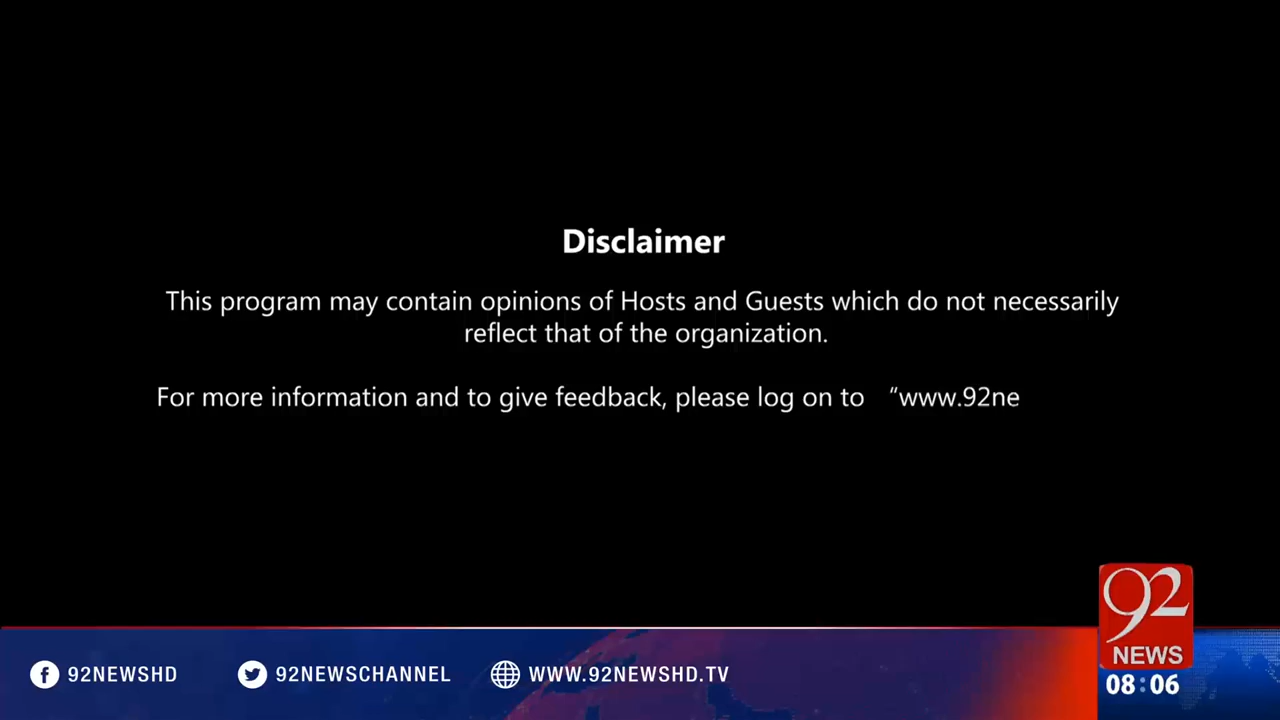 Disclaimer
This program may contain opinions of Hosts and Guests which do not necessarily
reflect that of the organization.
For more information and to give feedback, please log on to “www.92ne
92
NEWS
92NEWSHD
92NEWSCHANNEL
WWW.92NEWSHD.TV
08:06